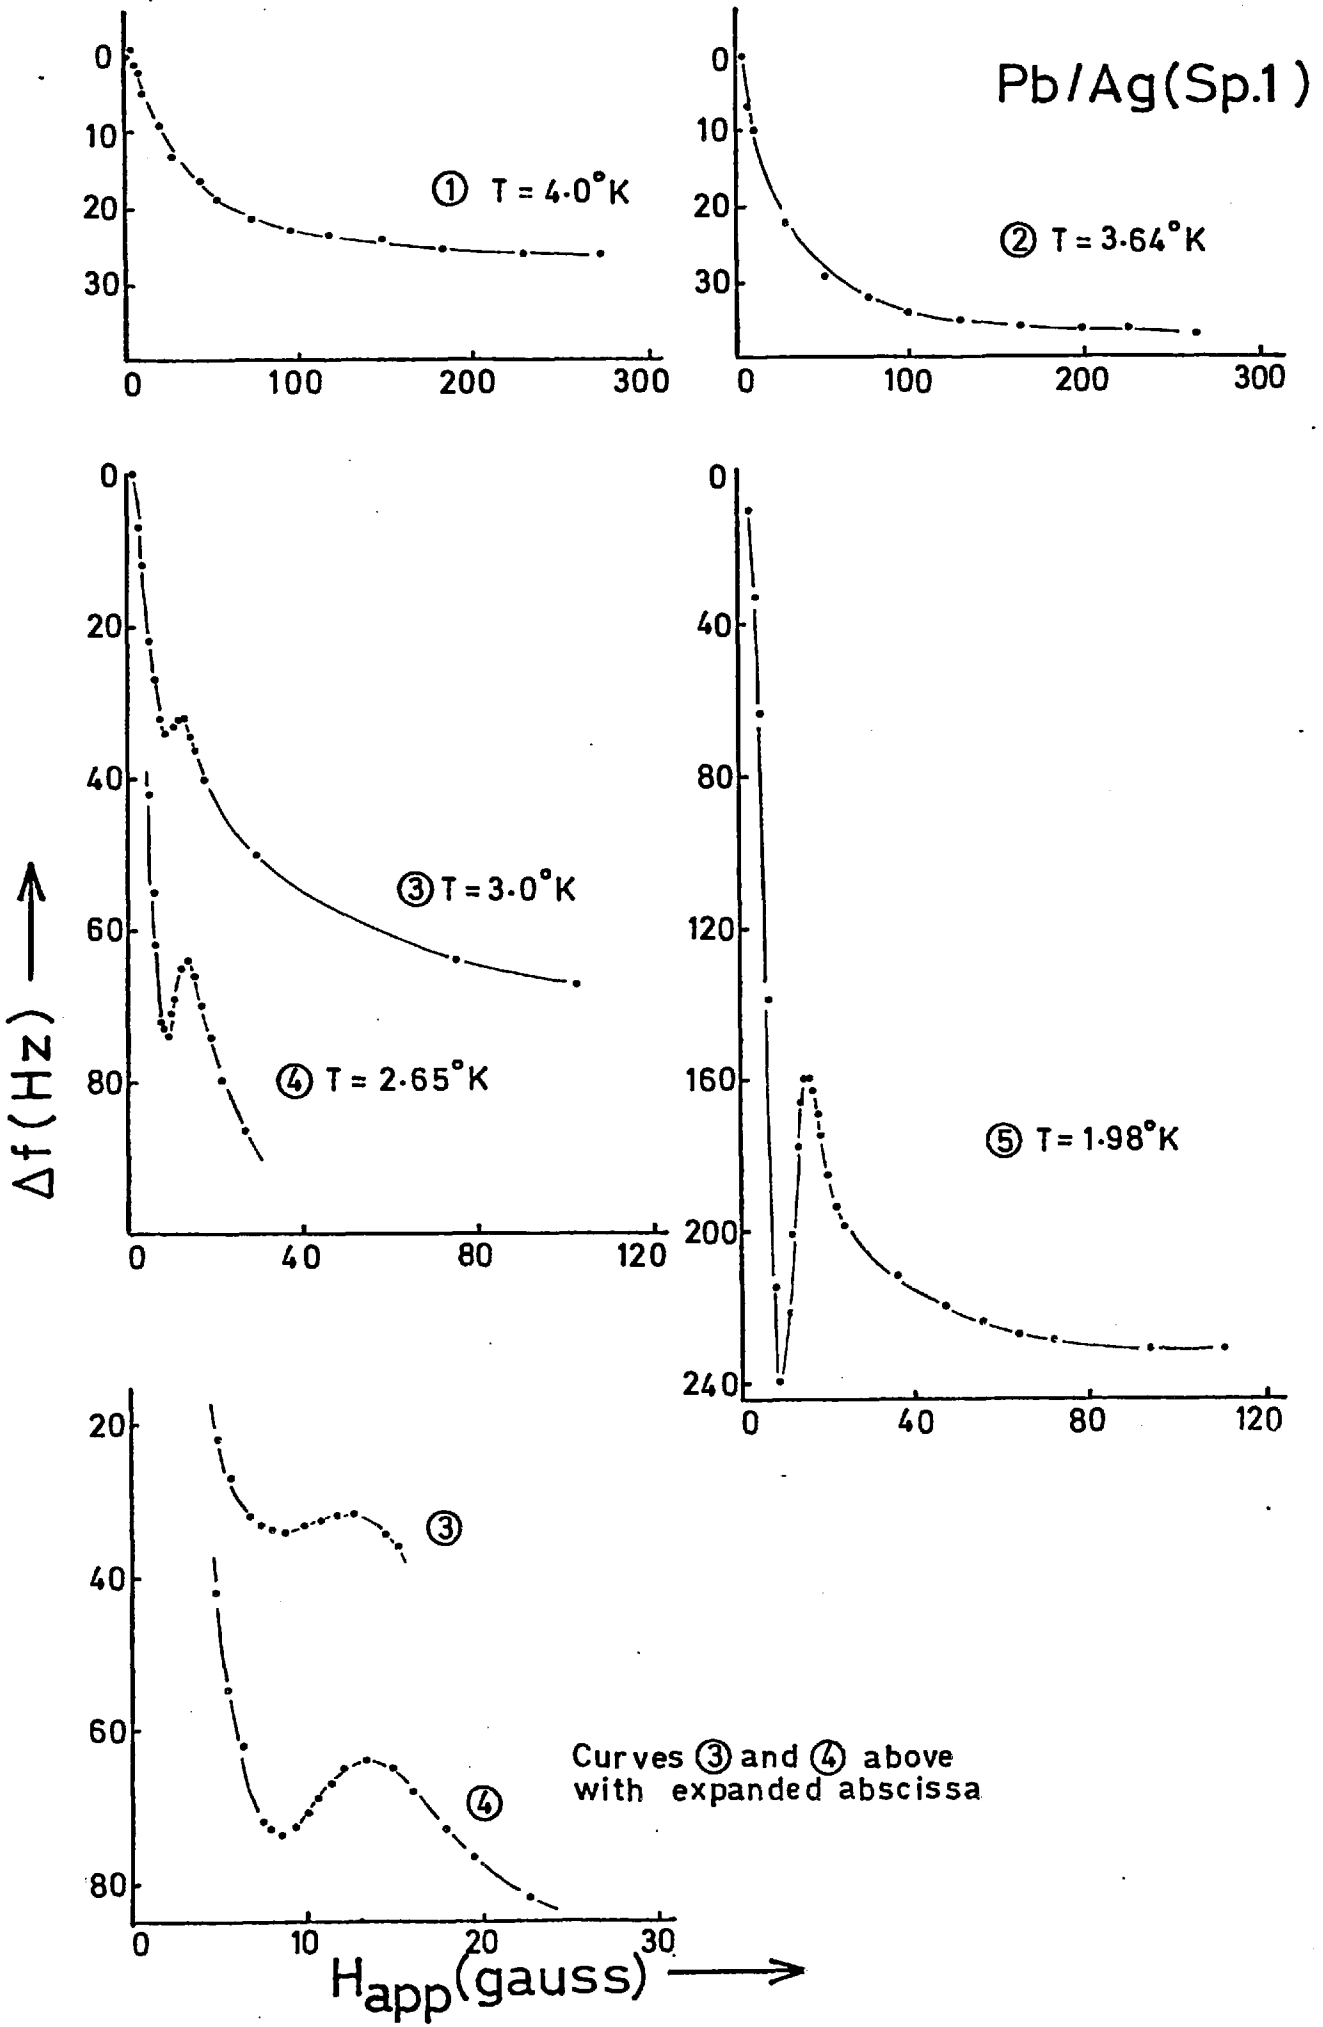 Pb/Ag(Sp.1)
0
10
20
30
① T = 4.0°K
0 100 200 300
0
10
20
30
② T = 3.64°K
0 100 200 300
0
20
40
60
80
③ T = 3.0°K
④ T = 2.65°K
0 40 80 120
0
40
80
120
160
200
240
⑤ T = 1.98°K
0 40 80 120
Δf(Hz)
20
40
60
80
③
④
Curves ③ and ④ above
with expanded abscissa
0 10 20 30
Happ(gauss)